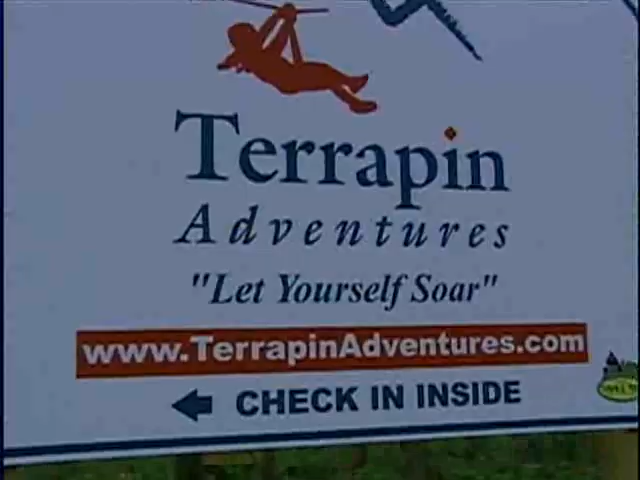 Terrapin
Adventures
"Let Yourself Soar"
www.TerrapinAdventures.com
CHECK IN INSIDE